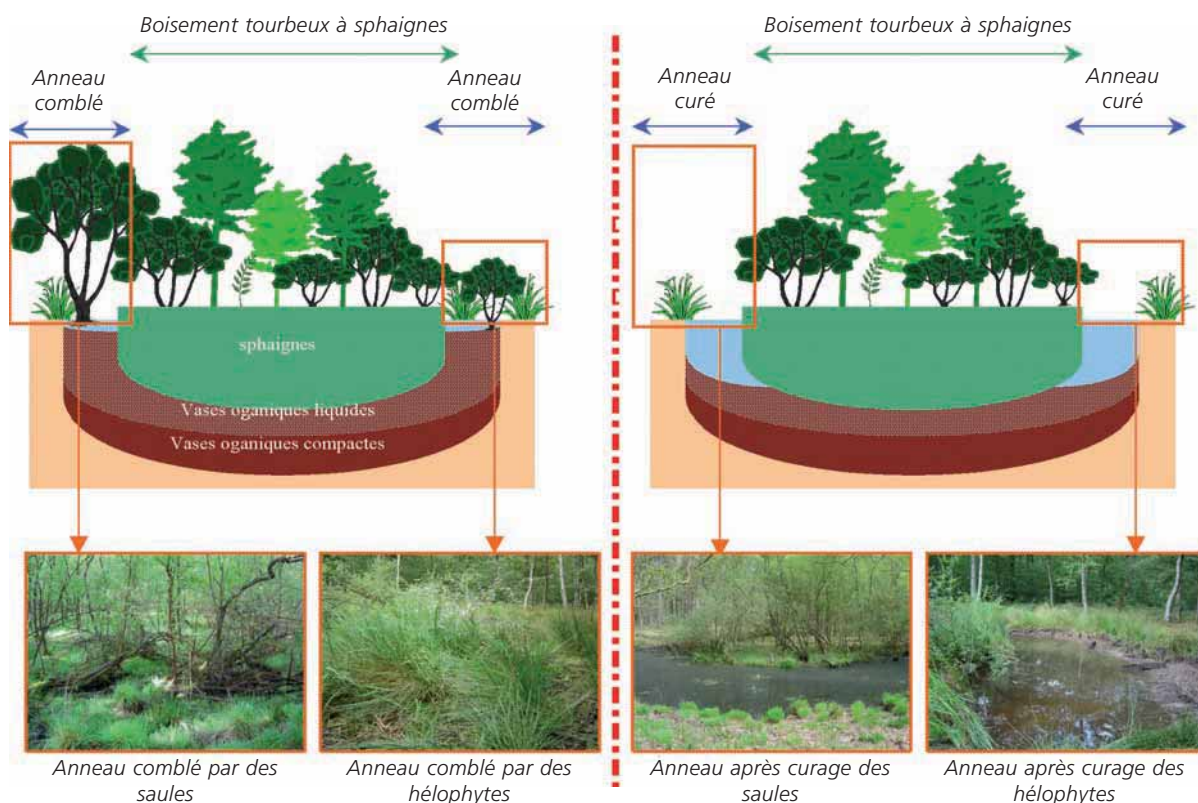 Boisement tourbeux à sphaignes
Anneau
comblé
Anneau
comblé
sphaignes
Vases oganiques liquides
Vases oganiques compactes
Anneau comblé par des
saules
Anneau comblé par des
hélophytes
Boisement tourbeux à sphaignes
Anneau
curé
Anneau
curé
Anneau après curage des
saules
Anneau après curage des
hélophytes